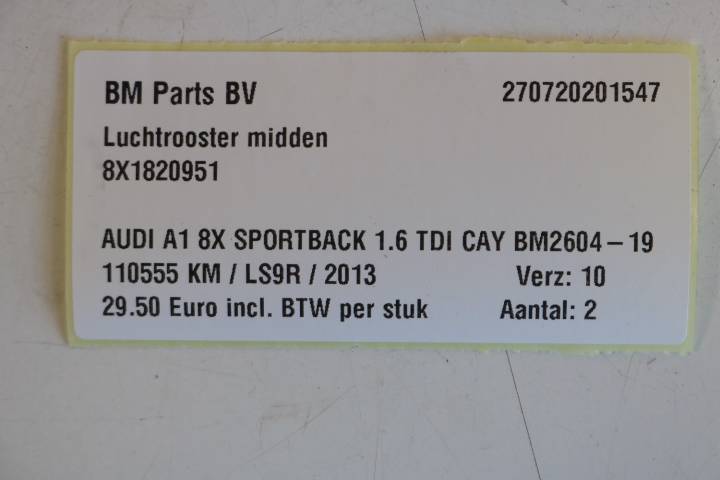 BM Parts BV 270720201547
Luchtrooster midden
8X1820951
AUDI A1 8X SPORTBACK 1.6 TDI CAY BM2604-19
110555 KM / LS9R / 2013 Verz: 10
29.50 Euro incl. BTW per stuk Aantal: 2